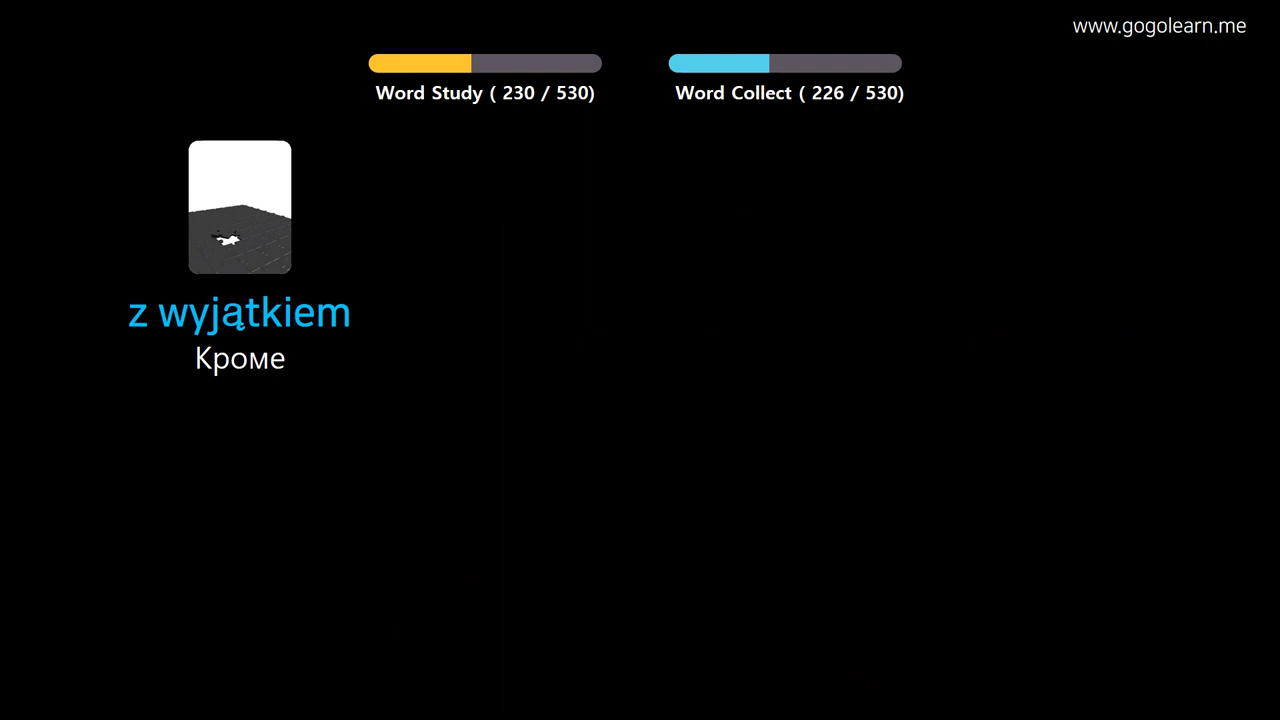 www.gogolearn.me
Word Study ( 230 / 530)
Word Collect ( 226 / 530)
z wyjątkiem
Кроме